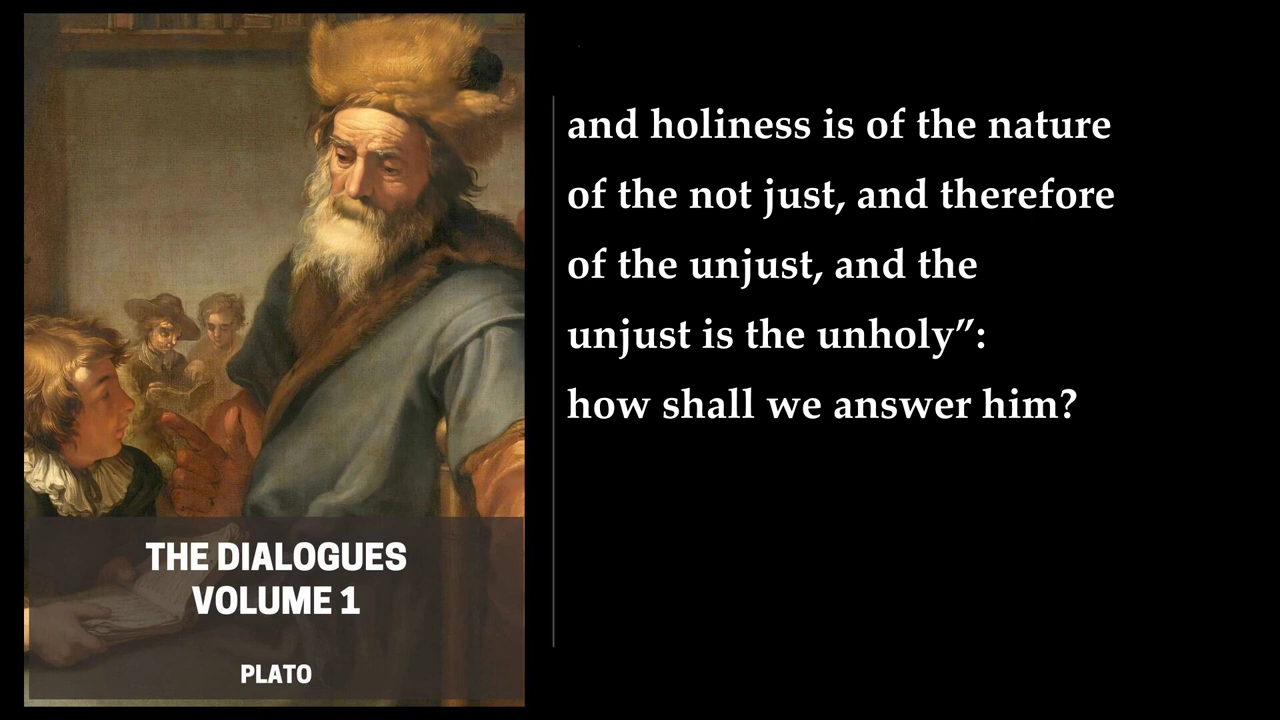 and holiness is of the nature
of the not just, and therefore
of the unjust, and the
unjust is the unholy”:
how shall we answer him?
THE DIALOGUES
VOLUME 1
PLATO